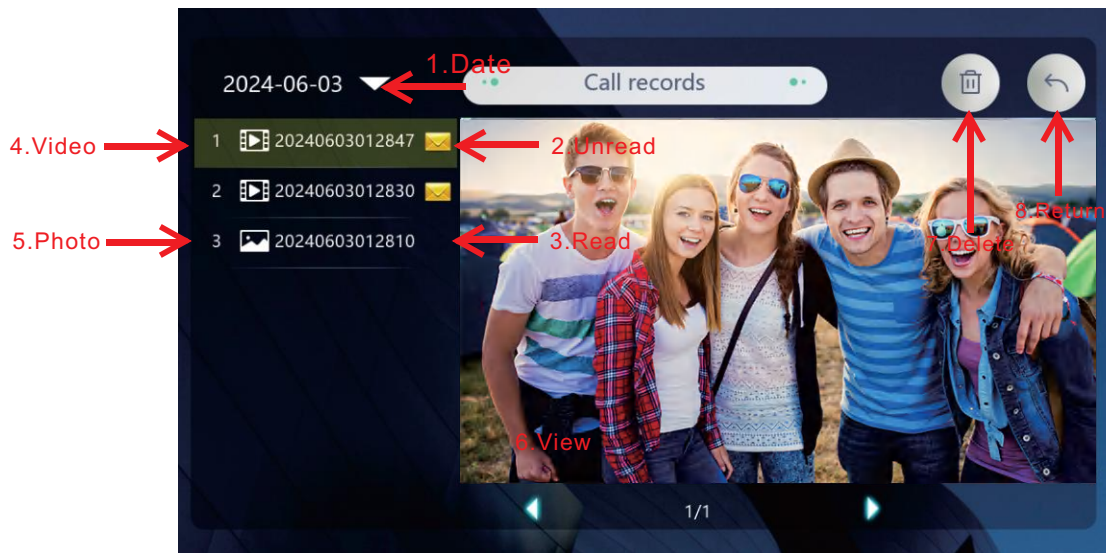 1.Date
2024-06-03
Call records
4.Video
1 20240603012847
2.Unread
2 20240603012830
8.Return
5.Photo
3 20240603012810
3.Read
7.Delete
6.View
1/1